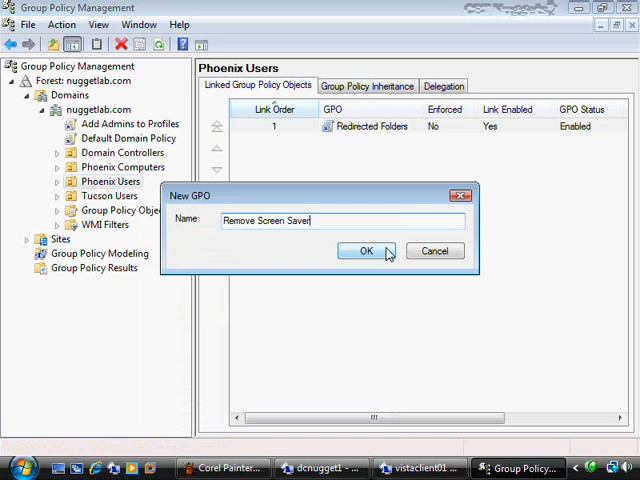 Group Policy Management
File Action View Window Help
Group Policy Management
Forest: nuggetlab.com
Domains
nuggetlab.com
Add Admins to Profiles
Default Domain Policy
Domain Controllers
Phoenix Computers
Phoenix Users
Tucson Users
Group Policy Obje
WMI Filters
Sites
Group Policy Modeling
Group Policy Results
Phoenix Users
Linked Group Policy Objects Group Policy Inheritance Delegation
Link Order GPO Enforced Link Enabled GPO Status
1 Redirected Folders No Yes Enabled
New GPO
Name: Remove Screen Saver
OK Cancel
Corel Painter... dcnugget1 - ... vistaclient01 ... Group Policy...